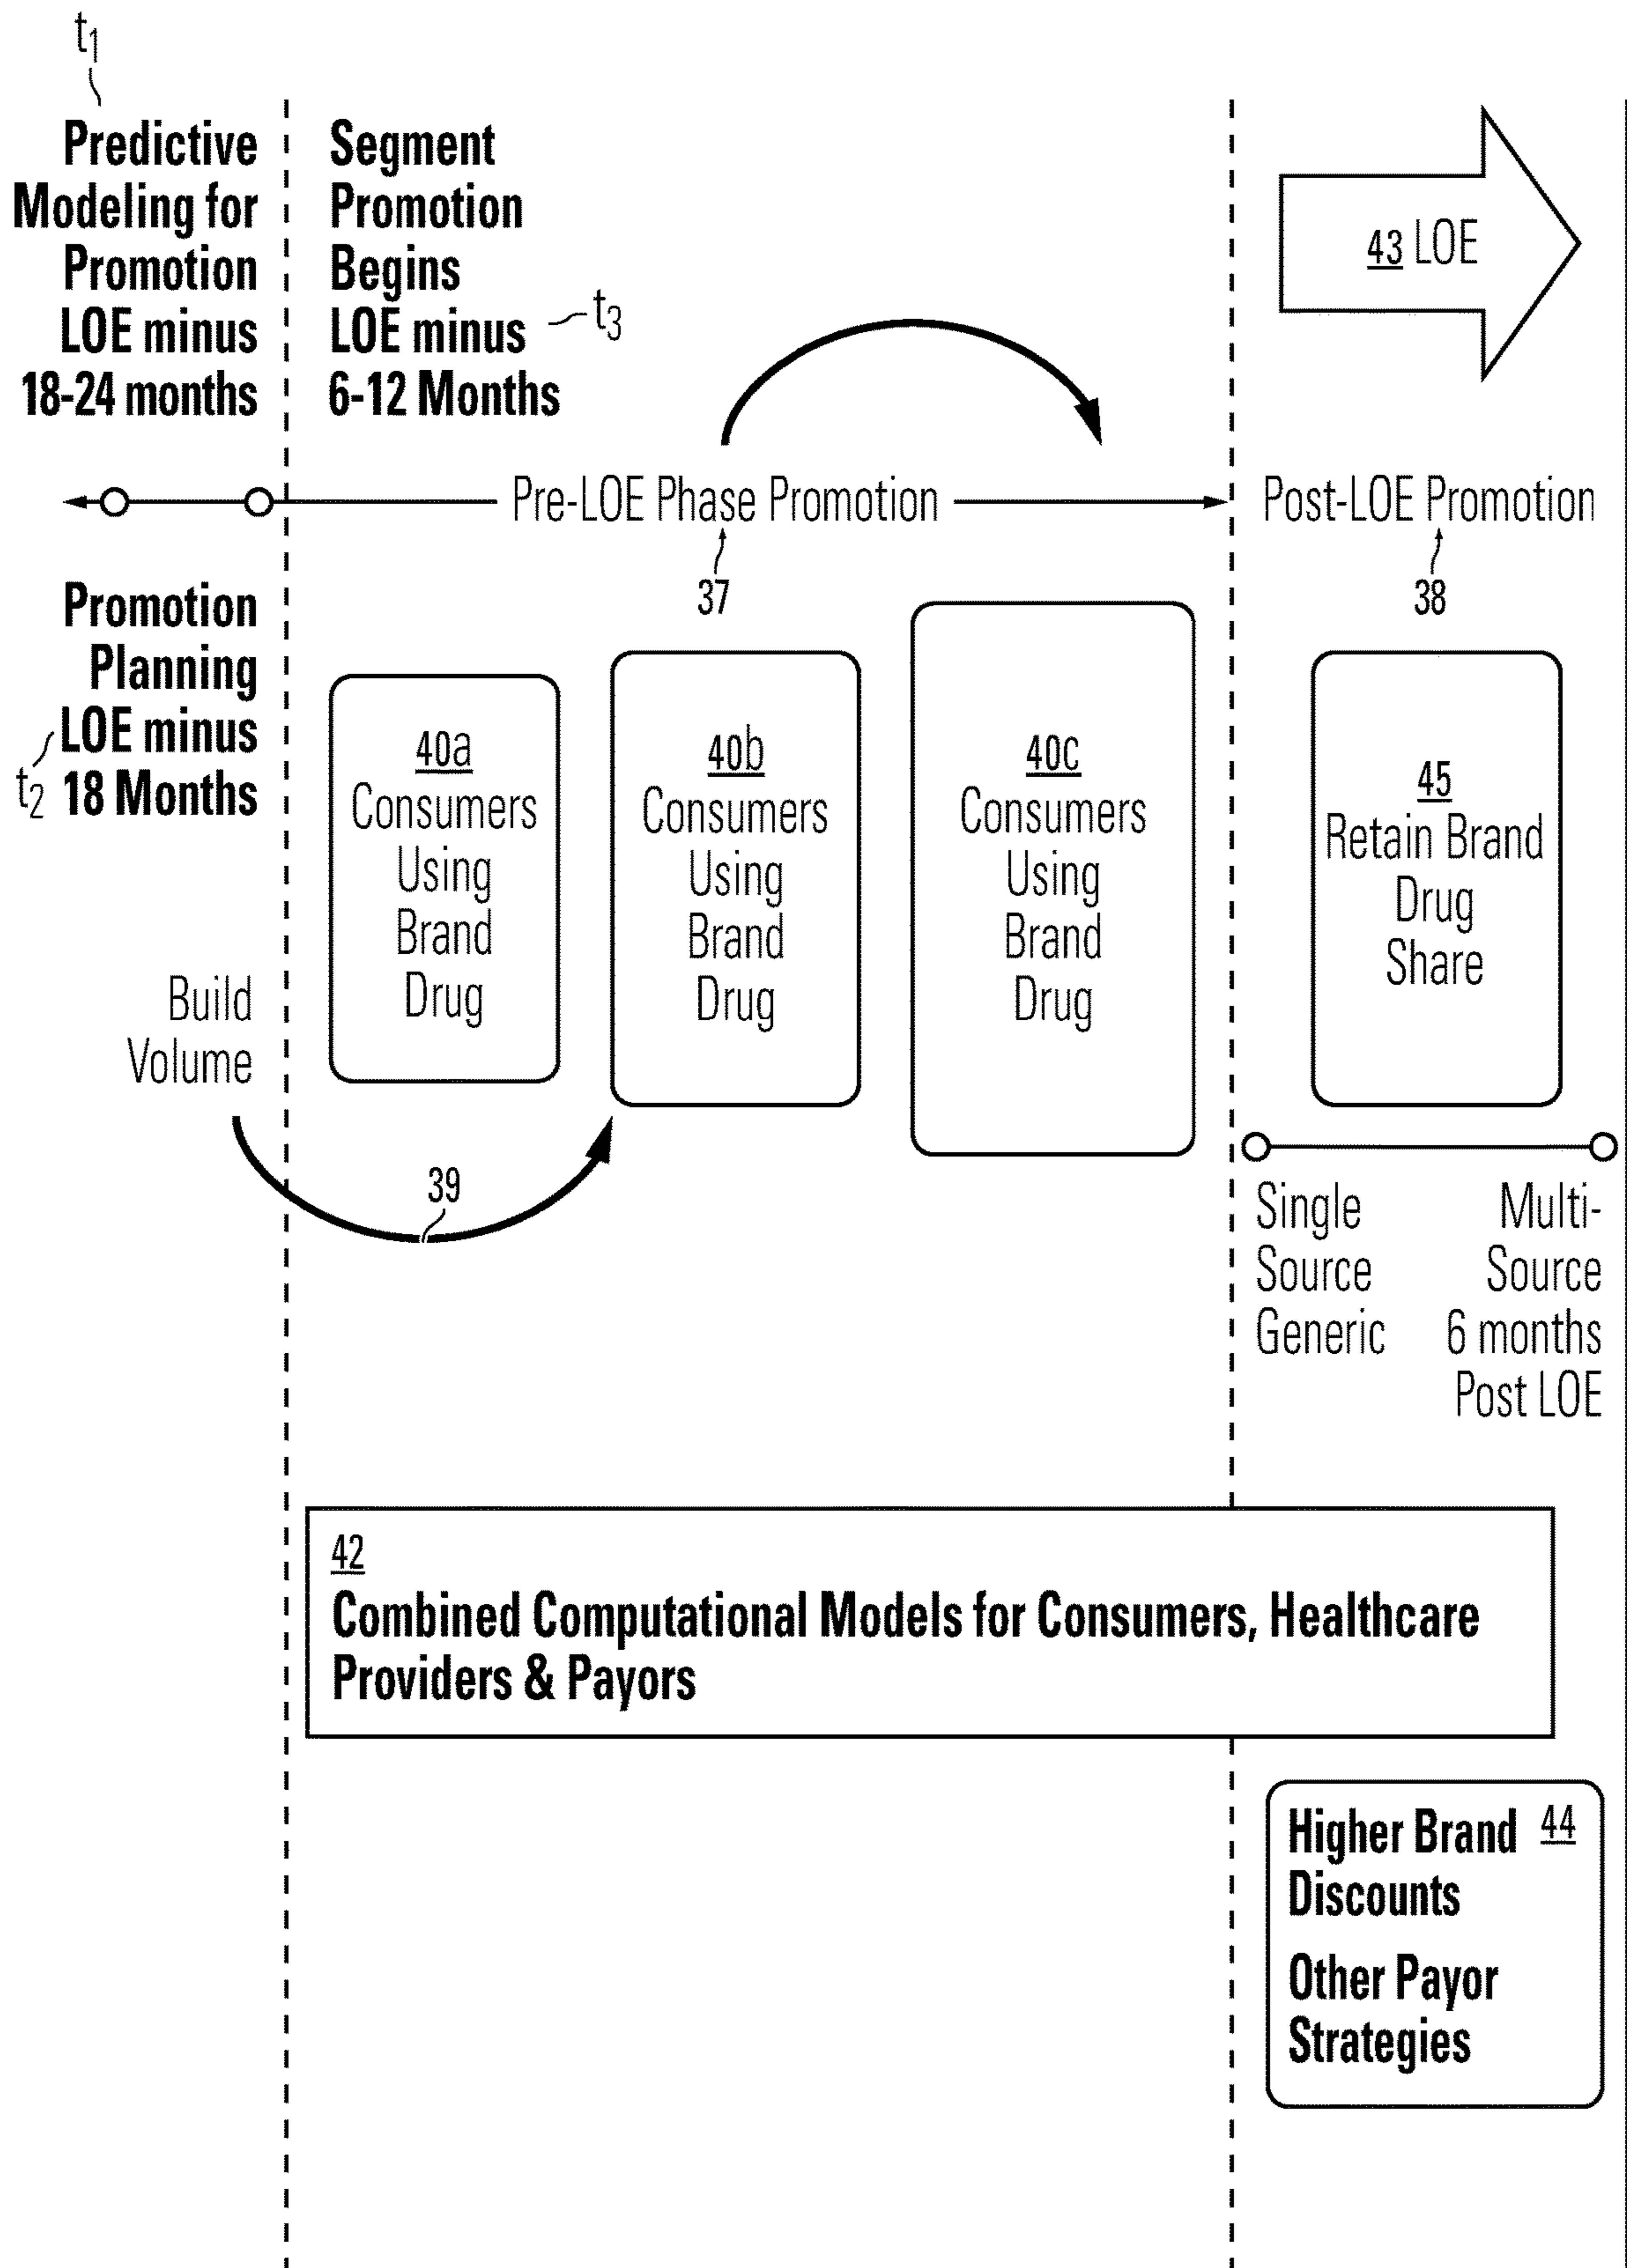 t1
Predictive
Modeling for
Promotion
LOE minus
18-24 months
Segment
Promotion
Begins
LOE minus
6-12 Months
t3
43 LOE
Pre-LOE Phase Promotion
37
Post-LOE Promotion
38
Promotion
Planning
LOE minus
18 Months
t2
Build
Volume
39
40a
Consumers
Using
Brand
Drug
40b
Consumers
Using
Brand
Drug
40c
Consumers
Using
Brand
Drug
45
Retain Brand
Drug
Share
Single
Source
Generic
Multi-
Source
6 months
Post LOE
42
Combined Computational Models for Consumers, Healthcare
Providers & Payors
Higher Brand 44
Discounts
Other Payor
Strategies